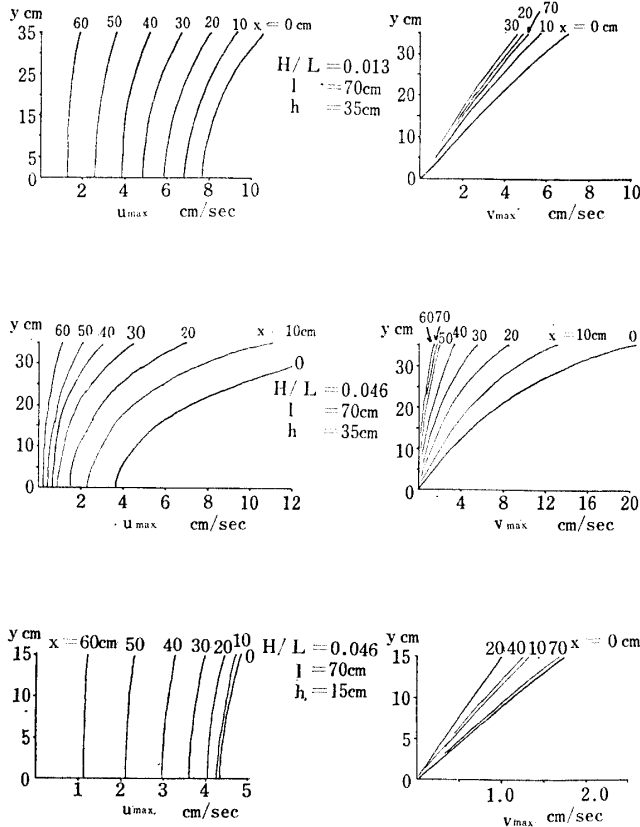 y cm
60 50 40 30 20 10 x = 0 cm
35
25
15
5
0
2 4 6 8 10
umax cm/sec
H/L = 0.013
l = 70cm
h = 35cm
y cm
30 20 70 10 x = 0 cm
30
20
10
0
2 4 6 8 10
vmax cm/sec
y cm
60 50 40 30 20 x = 10cm
0
30
20
10
0
2 4 6 8 10 12
umax cm/sec
H/L = 0.046
l = 70cm
h = 35cm
y cm
60 70 50 40 30 20 x = 10cm 0
30
20
10
0
4 8 12 16 20
vmax cm/sec
y cm
x = 60cm 50 40 30 20 10 0
15
10
5
0
1 2 3 4 5
umax. cm/sec
H/L = 0.046
l = 70cm
h. = 15cm
y cm
20 40 10 70 x = 0 cm
15
10
5
0
1.0 2.0
vmax cm/sec